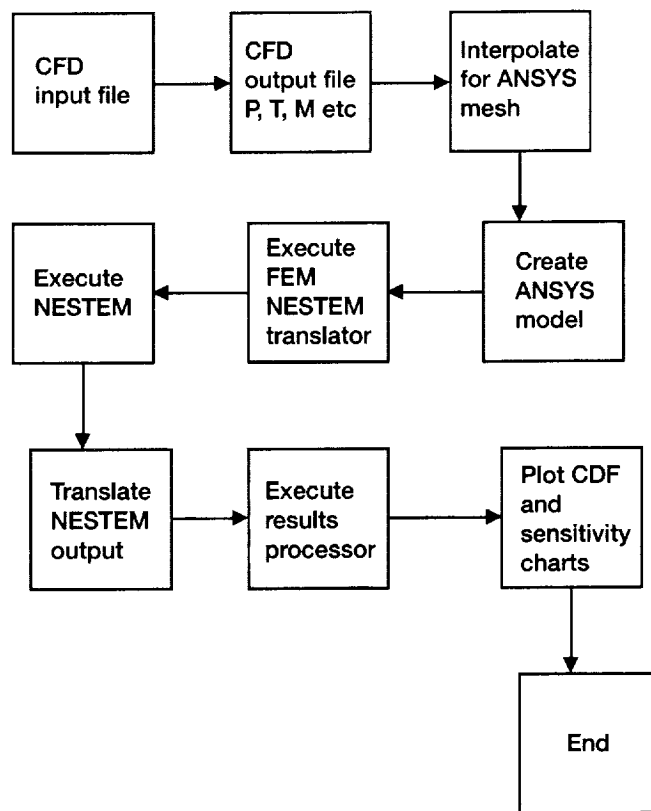 CFD
input file
CFD
output file
P, T, M etc
Interpolate
for ANSYS
mesh
Create
ANSYS
model
Execute
FEM
NESTEM
translator
Execute
NESTEM
Translate
NESTEM
output
Execute
results
processor
Plot CDF
and
sensitivity
charts
End